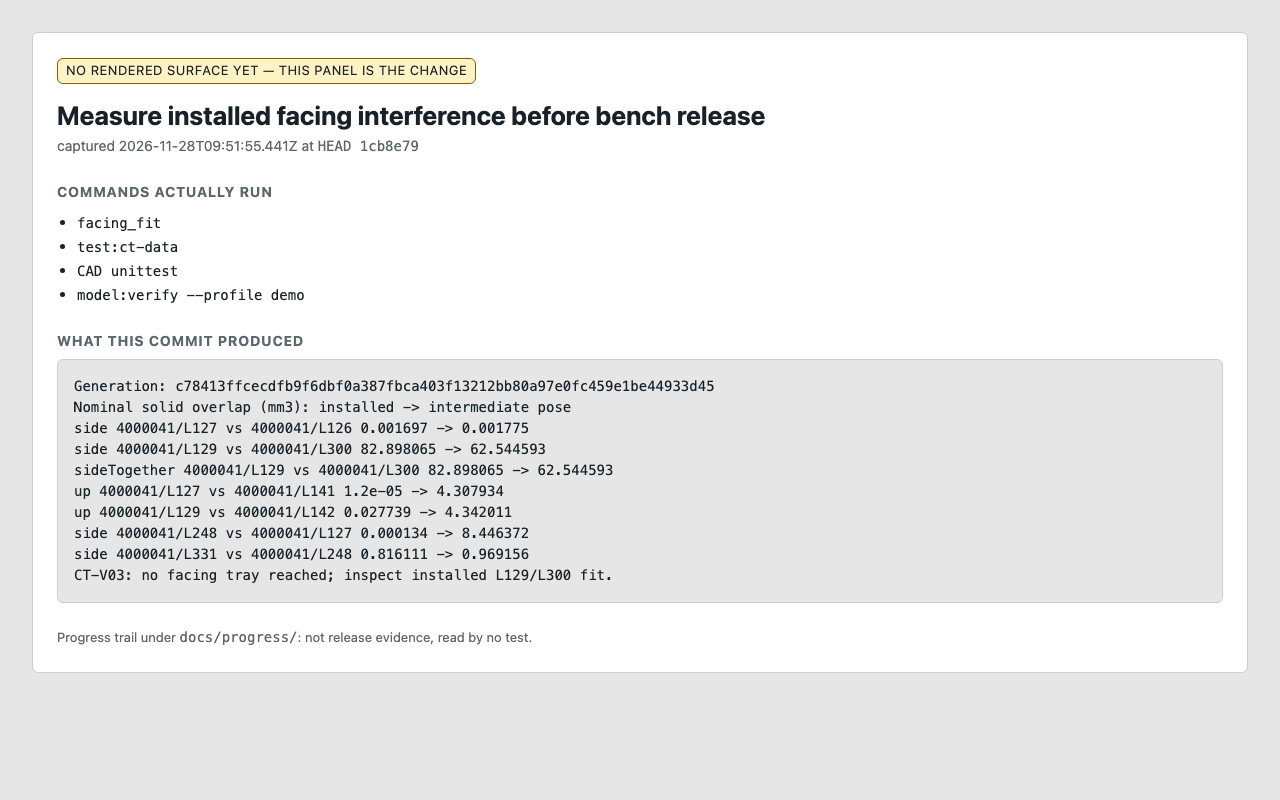 NO RENDERED SURFACE YET — THIS PANEL IS THE CHANGE
Measure installed facing interference before bench release
captured 2026-11-28T09:51:55.441Z at HEAD 1cb8e79
COMMANDS ACTUALLY RUN
• facing_fit
• test:ct-data
• CAD unittest
• model:verify --profile demo
WHAT THIS COMMIT PRODUCED
Generation: c78413ffcecdfb9f6dbf0a387fbca403f13212bb80a97e0fc459e1be44933d45
Nominal solid overlap (mm3): installed -> intermediate pose
side 4000041/L127 vs 4000041/L126 0.001697 -> 0.001775
side 4000041/L129 vs 4000041/L300 82.898065 -> 62.544593
sideTogether 4000041/L129 vs 4000041/L300 82.898065 -> 62.544593
up 4000041/L127 vs 4000041/L141 1.2e-05 -> 4.307934
up 4000041/L129 vs 4000041/L142 0.027739 -> 4.342011
side 4000041/L248 vs 4000041/L127 0.000134 -> 8.446372
side 4000041/L331 vs 4000041/L248 0.816111 -> 0.969156
CT-V03: no facing tray reached; inspect installed L129/L300 fit.
Progress trail under docs/progress/: not release evidence, read by no test.